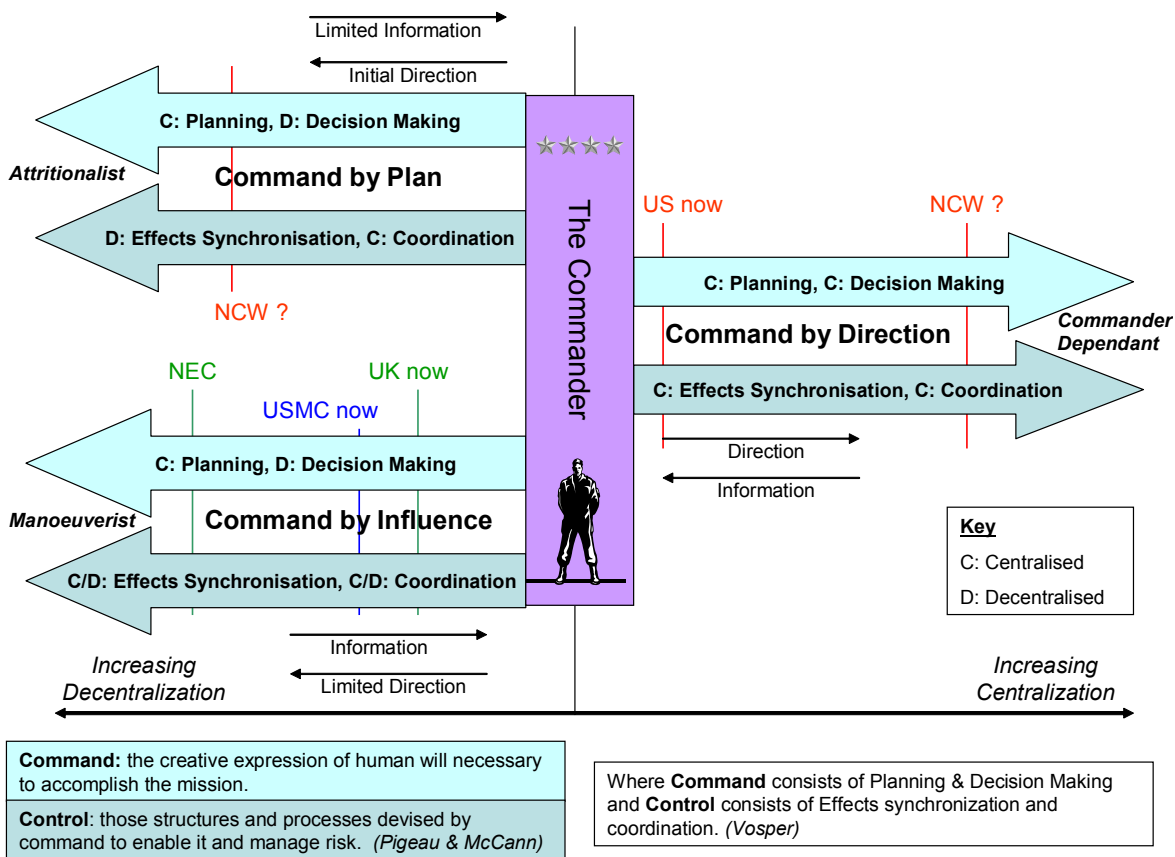 Limited Information
Initial Direction
C: Planning, D: Decision Making
Attritionalist
Command by Plan
D: Effects Synchronisation, C: Coordination
NCW ?
The Commander
US now
NCW ?
C: Planning, C: Decision Making
Command by Direction
Commander
Dependant
C: Effects Synchronisation, C: Coordination
Direction
Information
NEC
UK now
USMC now
C: Planning, D: Decision Making
Manoeuverist
Command by Influence
C/D: Effects Synchronisation, C/D: Coordination
Information
Limited Direction
Key
C: Centralised
D: Decentralised
Increasing
Decentralization
Increasing
Centralization
Command: the creative expression of human will necessary
to accomplish the mission.
Control: those structures and processes devised by
command to enable it and manage risk. (Pigeau & McCann)
Where Command consists of Planning & Decision Making
and Control consists of Effects synchronization and
coordination. (Vosper)